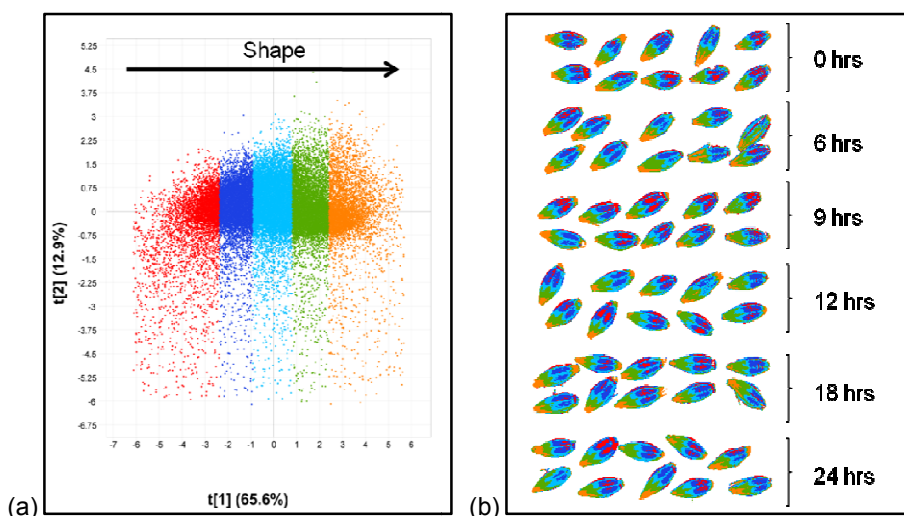 Shape
5.25
4.5
3.75
3
2.25
1.5
0.75
0
-0.75
-1.5
-2.25
-3
-3.75
-4.6
-5.25
-6
-6.75
t[2] (12.9%)
-7 -6 -5 -4 -3 -2 -1 0 1 2 3 4 5 6
t[1] (65.6%)
(a)
0 hrs
6 hrs
9 hrs
12 hrs
18 hrs
24 hrs
(b)